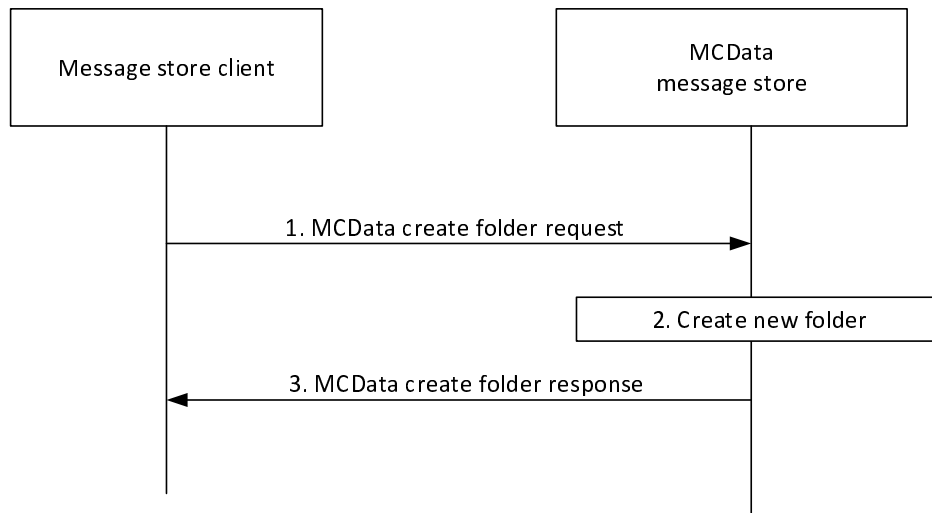 Message store client
MCData
message store
1. MCData create folder request
2. Create new folder
3. MCData create folder response